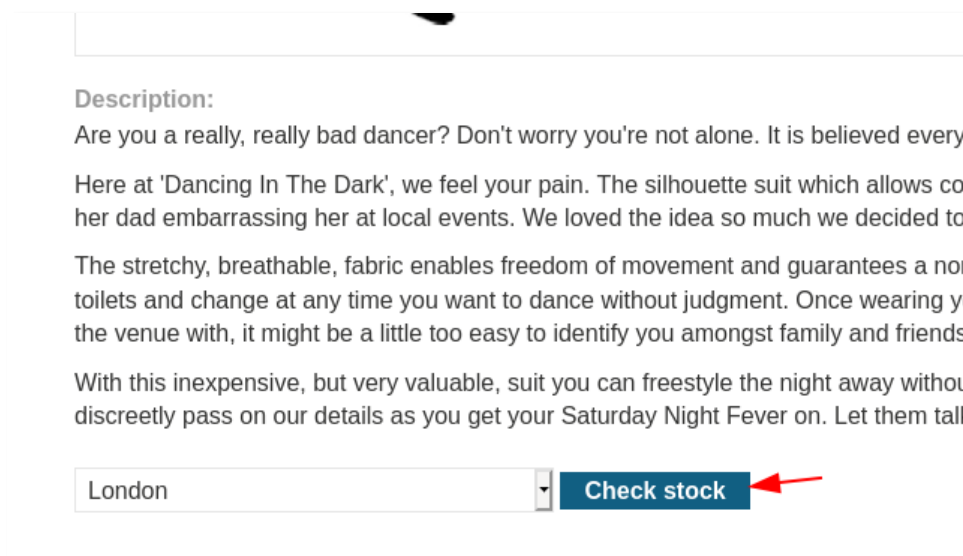 Description:
Are you a really, really bad dancer? Don't worry you're not alone. It is believed every
Here at 'Dancing In The Dark', we feel your pain. The silhouette suit which allows co
her dad embarrassing her at local events. We loved the idea so much we decided to
The stretchy, breathable, fabric enables freedom of movement and guarantees a no
toilets and change at any time you want to dance without judgment. Once wearing y
the venue with, it might be a little too easy to identify you amongst family and friends
With this inexpensive, but very valuable, suit you can freestyle the night away withou
discreetly pass on our details as you get your Saturday Night Fever on. Let them tal
London
Check stock